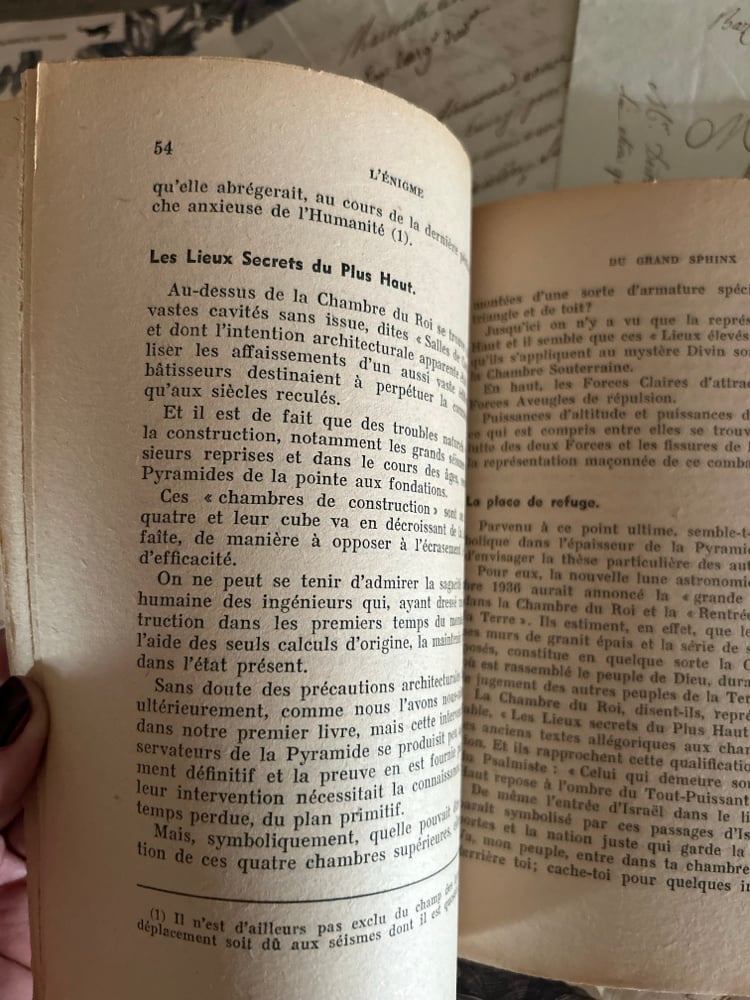 54
L'ÉNIGME
qu'elle abrégerait, au cours de la dernière
che anxieuse de l'Humanité (1).
Les Lieux Secrets du Plus Haut.
Au-dessus de la Chambre du Roi se
vastes cavités sans issue, dites « Salles de
et dont l'intention architecturale apparente
liser les affaissements d'un aussi vaste
bâtisseurs destinaient à perpétuer la
qu'aux siècles reculés.
Et il est de fait que des troubles
la construction, notamment les grands
sieurs reprises et dans le cours des âges,
Pyramides de la pointe aux fondations.
Ces « chambres de construction » sont
quatre et leur cube va en décroissant de
faîte, de manière à opposer à l'écrasement
d'efficacité.
On ne peut se tenir d'admirer la
humaine des ingénieurs qui, ayant dressé
truction dans les premiers temps du
l'aide des seuls calculs d'origine, la
dans l'état présent.
Sans doute des précautions architecturales
ultérieurement, comme nous l'avons
dans notre premier livre, mais cette
servateurs de la Pyramide se produisit
ment définitif et la preuve en est fournie
leur intervention nécessitait la connaissance
temps perdue, du plan primitif.
Mais, symboliquement, quelle pouvait
tion de ces quatre chambres supérieures,
(1) Il n'est d'ailleurs pas exclu du champ des
déplacement soit dû aux séismes dont il est
DU GRAND SPHINX
montées d'une sorte d'armature spéci
triangle et de toit?
Jusqu'ici on n'y a vu que la représ
Haut et il semble que ces « Lieux élevés
qu'ils s'appliquent au mystère Divin son
la Chambre Souterraine.
En haut, les Forces Claires d'attrac
Forces Aveugles de répulsion.
Puissances d'altitude et puissances d
ce qui est compris entre elles se trouv
lutte des deux Forces et les fissures de l
la représentation maçonnée de ce comba
La place de refuge.
Parvenu à ce point ultime, semble-t-
bolique dans l'épaisseur de la Pyrami
d'envisager la thèse particulière des aut
Pour eux, la nouvelle lune astronomi
bre 1936 aurait annoncé la « grande
dans la Chambre du Roi et la « Rentrée
a Terre ». Ils estiment, en effet, que le
es murs de granit épais et la série de s
posés, constitue en quelque sorte la C
où est rassemblé le peuple de Dieu, dura
le jugement des autres peuples de la Ter
La Chambre du Roi, disent-ils, repré
able, « Les Lieux secrets du Plus Haut
es anciens textes allégoriques aux cham
ion. Et ils rapprochent cette qualificatio
du Psalmiste : « Celui qui demeure son
Haut repose à l'ombre du Tout-Puissant
De même l'entrée d'Israël dans le li
paraît symbolisé par ces passages d'Is
portes et la nation juste qui garde la
Va, mon peuple, entre dans ta chambre
derrière toi; cache-toi pour quelques in